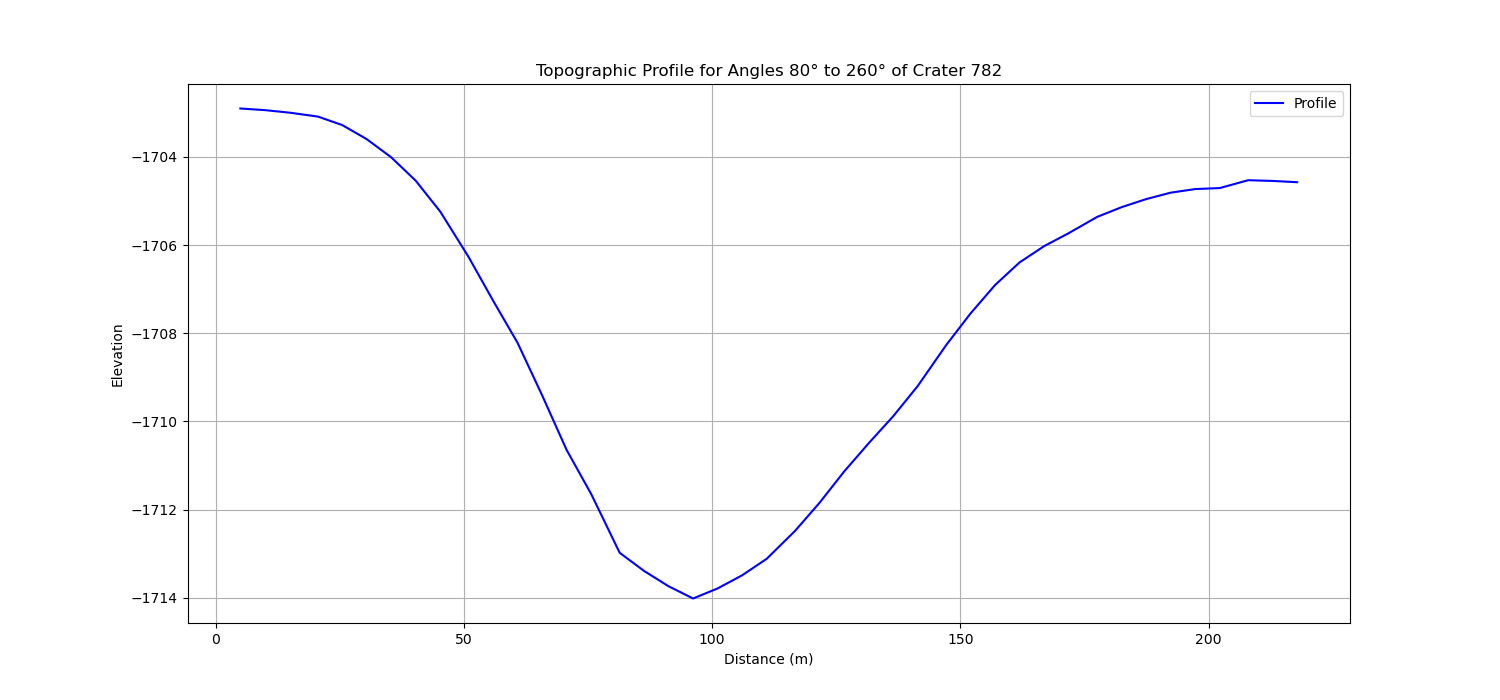 Topographic Profile for Angles 80° to 260° of Crater 782
Profile
Elevation
−1704
−1706
−1708
−1710
−1712
−1714
0
50
100
150
200
Distance (m)